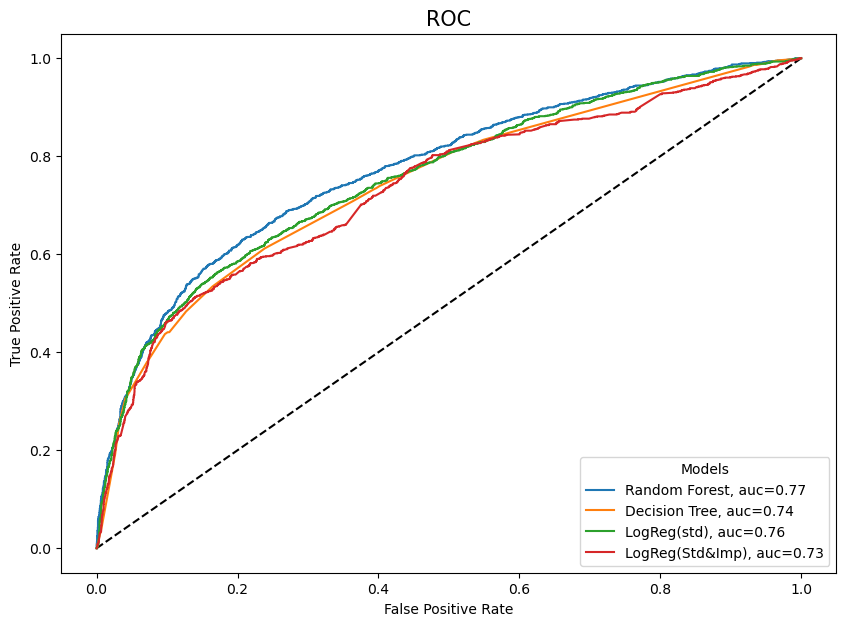 ROC
True Positive Rate
1.0
0.8
0.6
0.4
0.2
0.0
0.0 0.2 0.4 0.6 0.8 1.0
False Positive Rate
Models
Random Forest, auc=0.77
Decision Tree, auc=0.74
LogReg(std), auc=0.76
LogReg(Std&Imp), auc=0.73